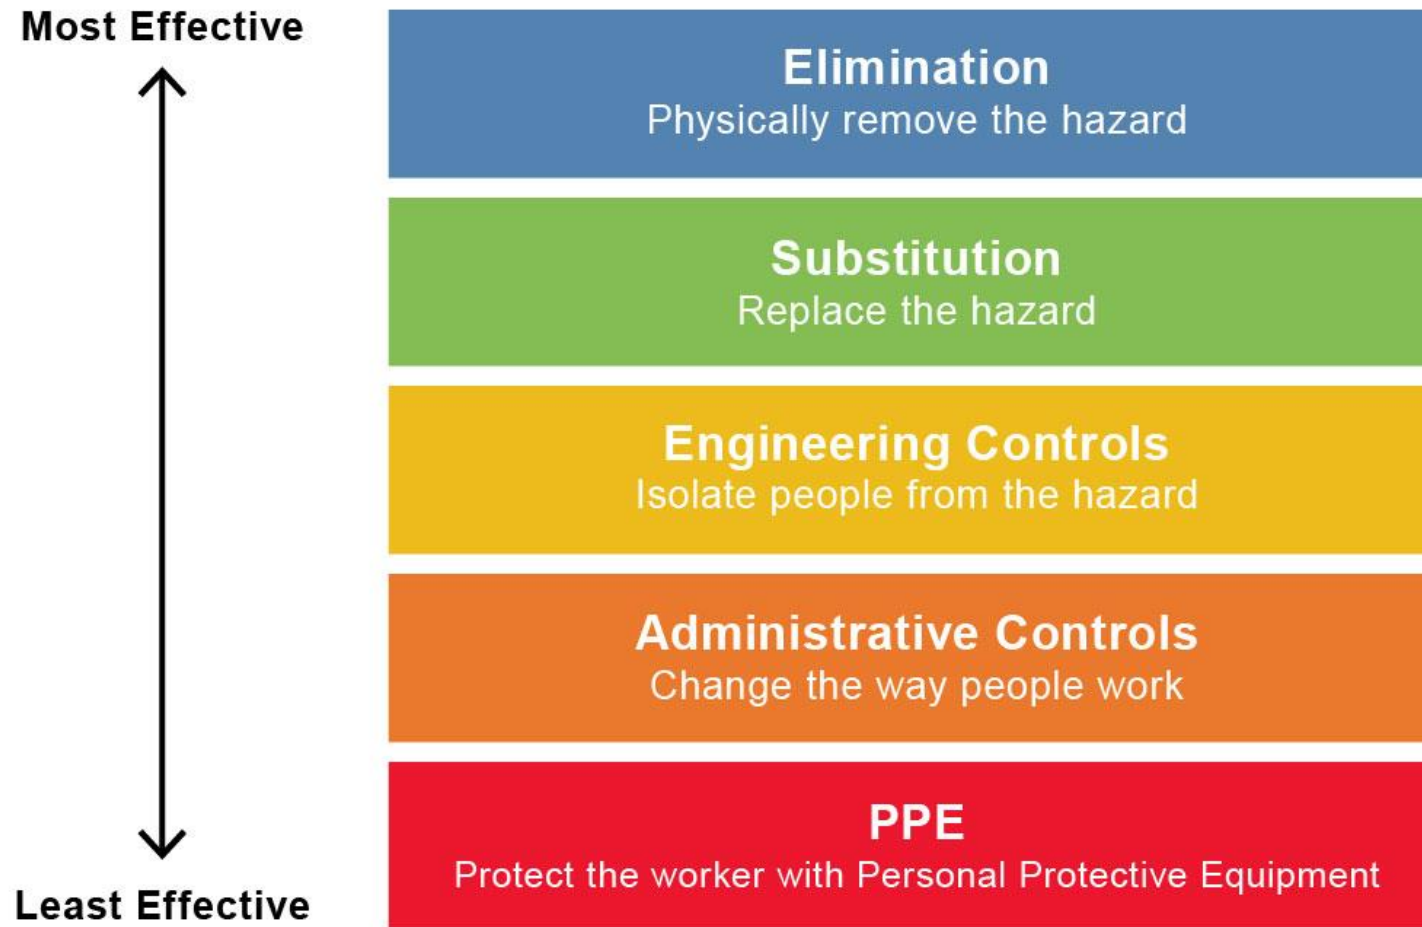 Most Effective
Elimination
Physically remove the hazard
Substitution
Replace the hazard
Engineering Controls
Isolate people from the hazard
Administrative Controls
Change the way people work
PPE
Protect the worker with Personal Protective Equipment
Least Effective